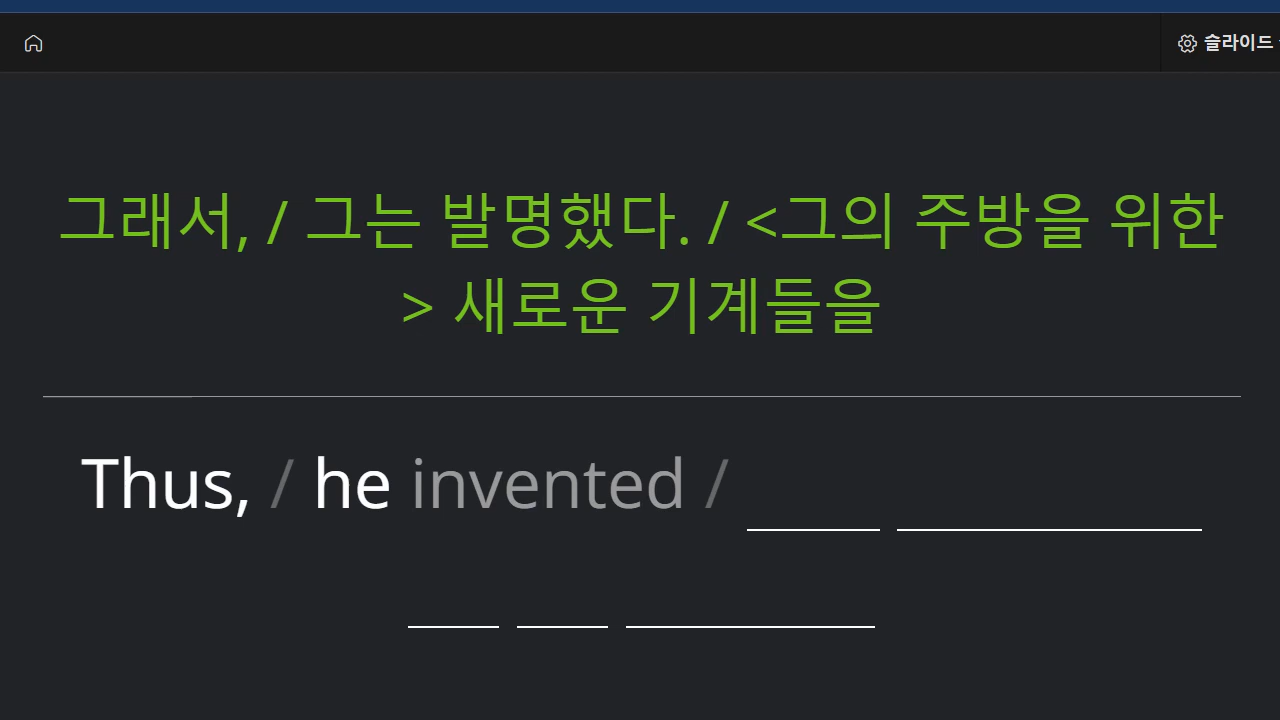 슬라이드
그래서, / 그는 발명했다. / <그의 주방을 위한
> 새로운 기계들을
Thus, / he invented /